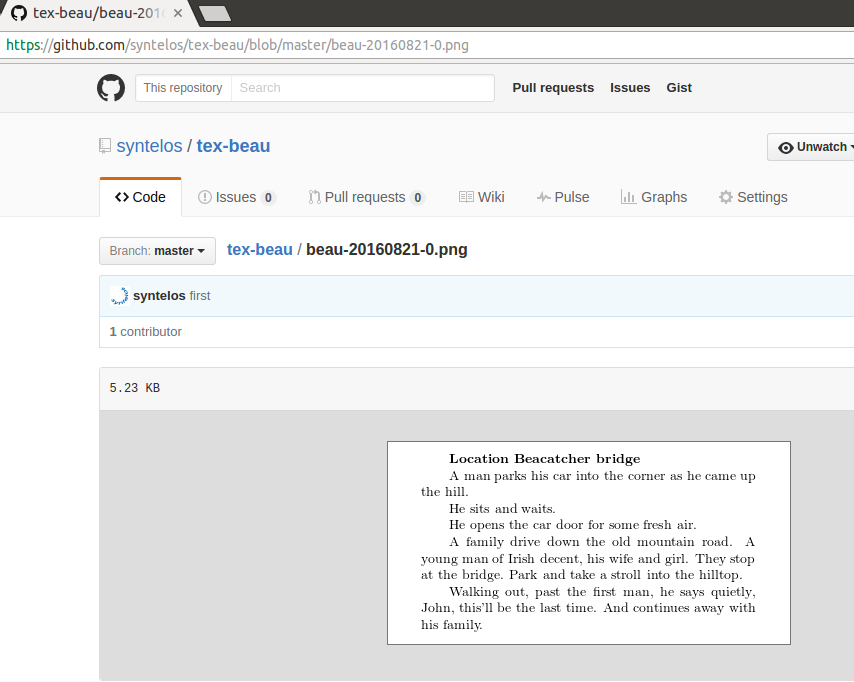 tex-beau/beau-201
https://github.com/syntelos/tex-beau/blob/master/beau-20160821-0.png
This repository Search Pull requests Issues Gist
syntelos / tex-beau Unwatch
Code Issues 0 Pull requests 0 Wiki Pulse Graphs Settings
Branch: master tex-beau / beau-20160821-0.png
syntelos first
1 contributor
5.23 KB
Location Beacatcher bridge
A man parks his car into the corner as he came up
the hill.
He sits and waits.
He opens the car door for some fresh air.
A family drive down the old mountain road. A
young man of Irish decent, his wife and girl. They stop
at the bridge. Park and take a stroll into the hilltop.
Walking out, past the first man, he says quietly,
John, this'll be the last time. And continues away with
his family.